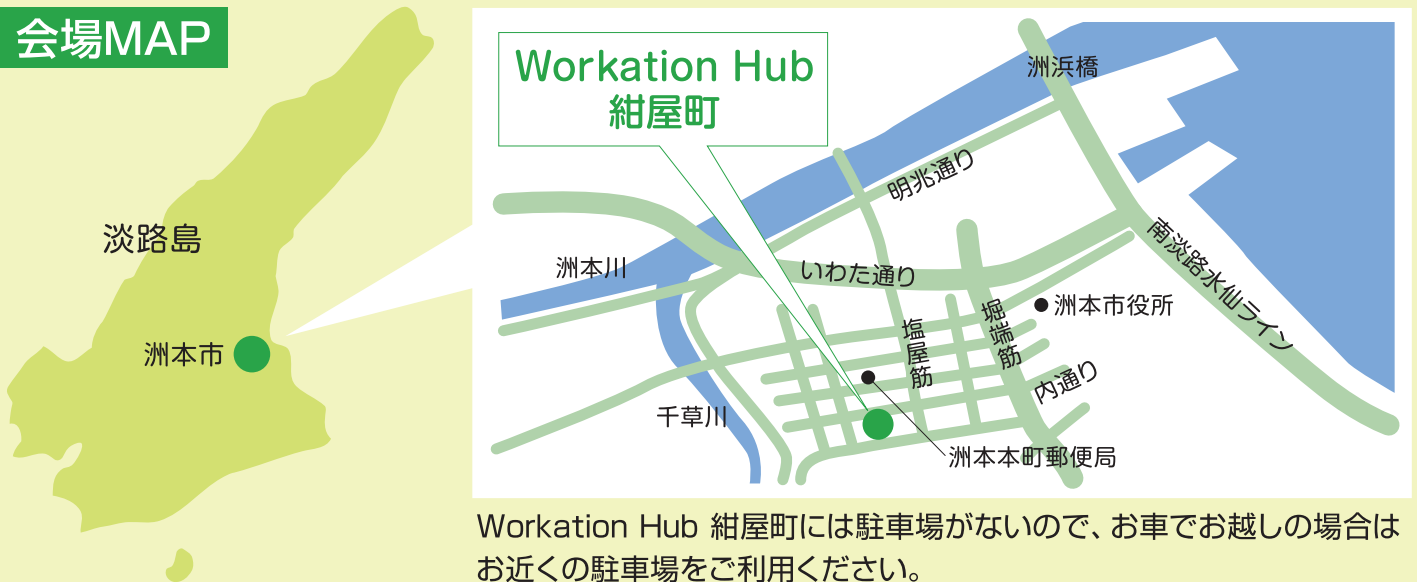 会場MAP
Workation Hub
紺屋町
淡路島
洲本市
洲浜橋
明兆通り
洲本川
いわた通り
南淡路水仙ライン
洲本市役所
堀端筋
塩屋筋
内通り
千草川
洲本本町郵便局
Workation Hub 紺屋町には駐車場がないので、お車でお越しの場合は
お近くの駐車場をご利用ください。